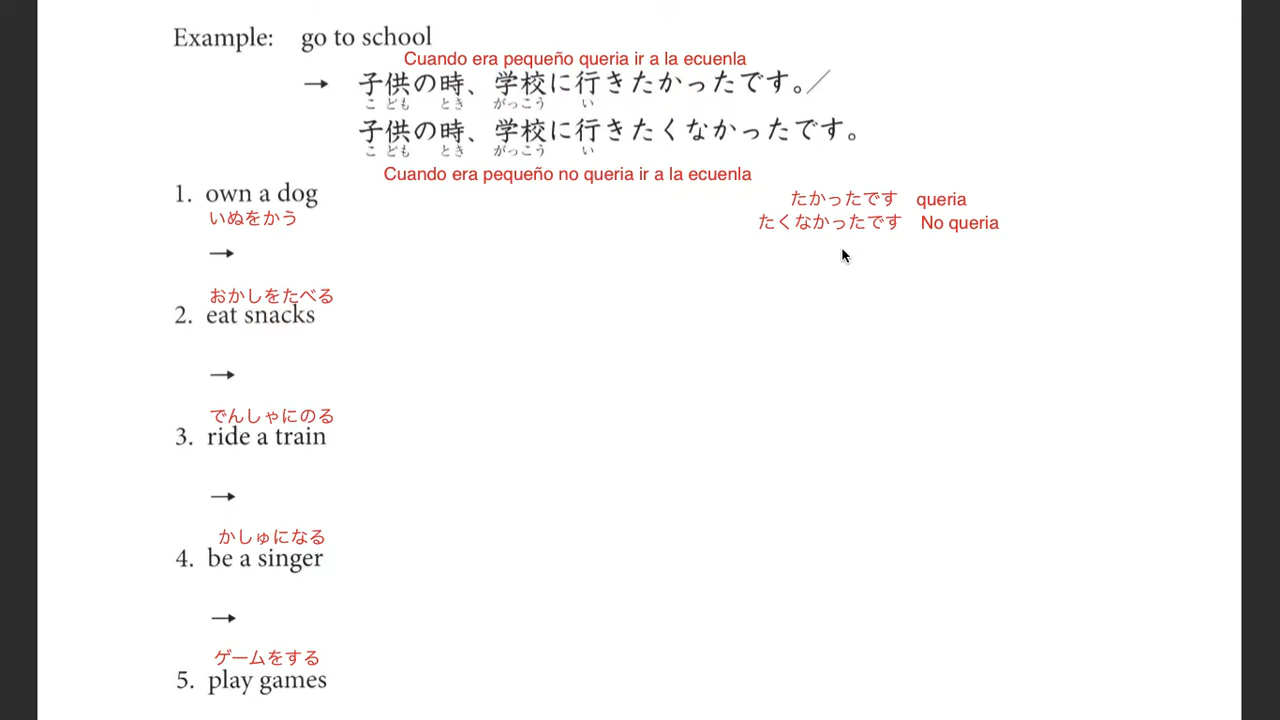 Example: go to school
Cuando era pequeño queria ir a la ecuenla
→ 子供の時、学校に行きたかったです。／
こ ども とき がっこう い
子供の時、学校に行きたくなかったです。
こ ども とき がっこう い
Cuando era pequeño no queria ir a la ecuenla
1. own a dog
たかったです queria
いぬをかう
たくなかったです No queria
→
おかしをたべる
2. eat snacks
→
でんしゃにのる
3. ride a train
→
かしゅになる
4. be a singer
→
ゲームをする
5. play games